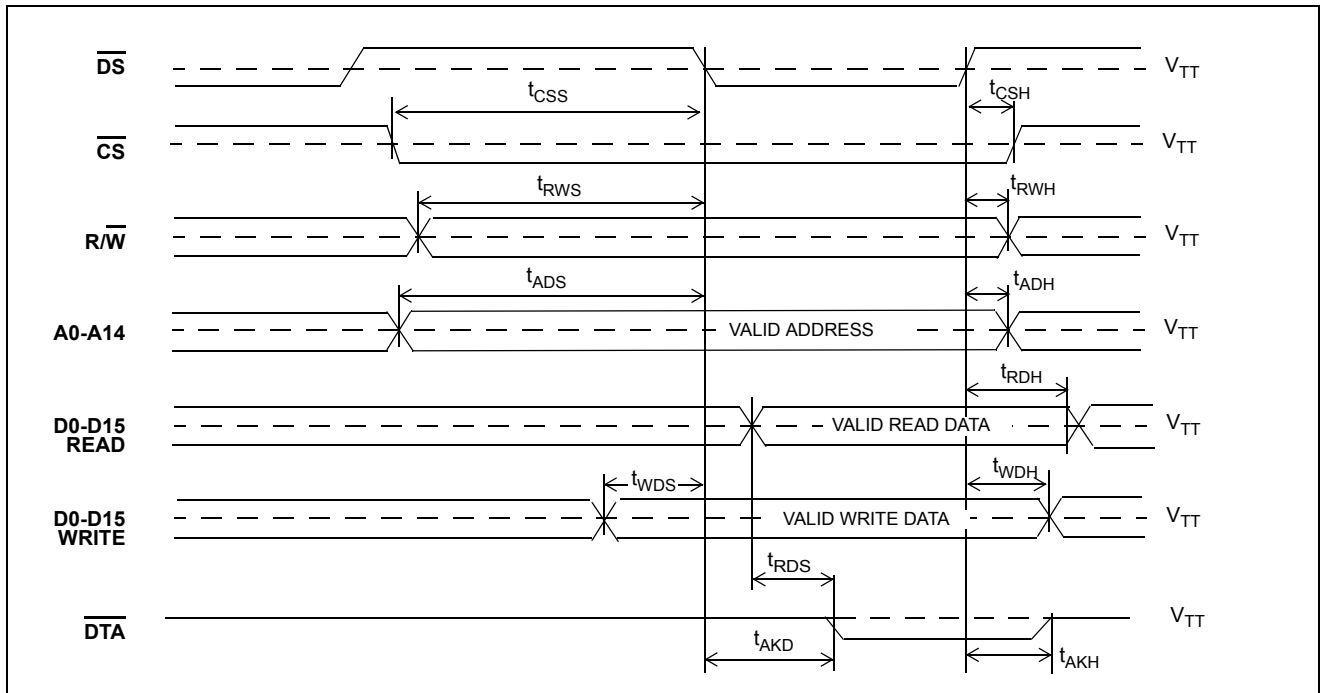 DS VTT
tCSS tCSH
CS VTT
tRWS tRWH
R/W VTT
tADS tADH
A0-A14 VALID ADDRESS VTT
tRDH
D0-D15 VALID READ DATA VTT
READ
tWDS tWDH
D0-D15 VALID WRITE DATA VTT
WRITE
tRDS
DTA VTT
tAKD tAKH